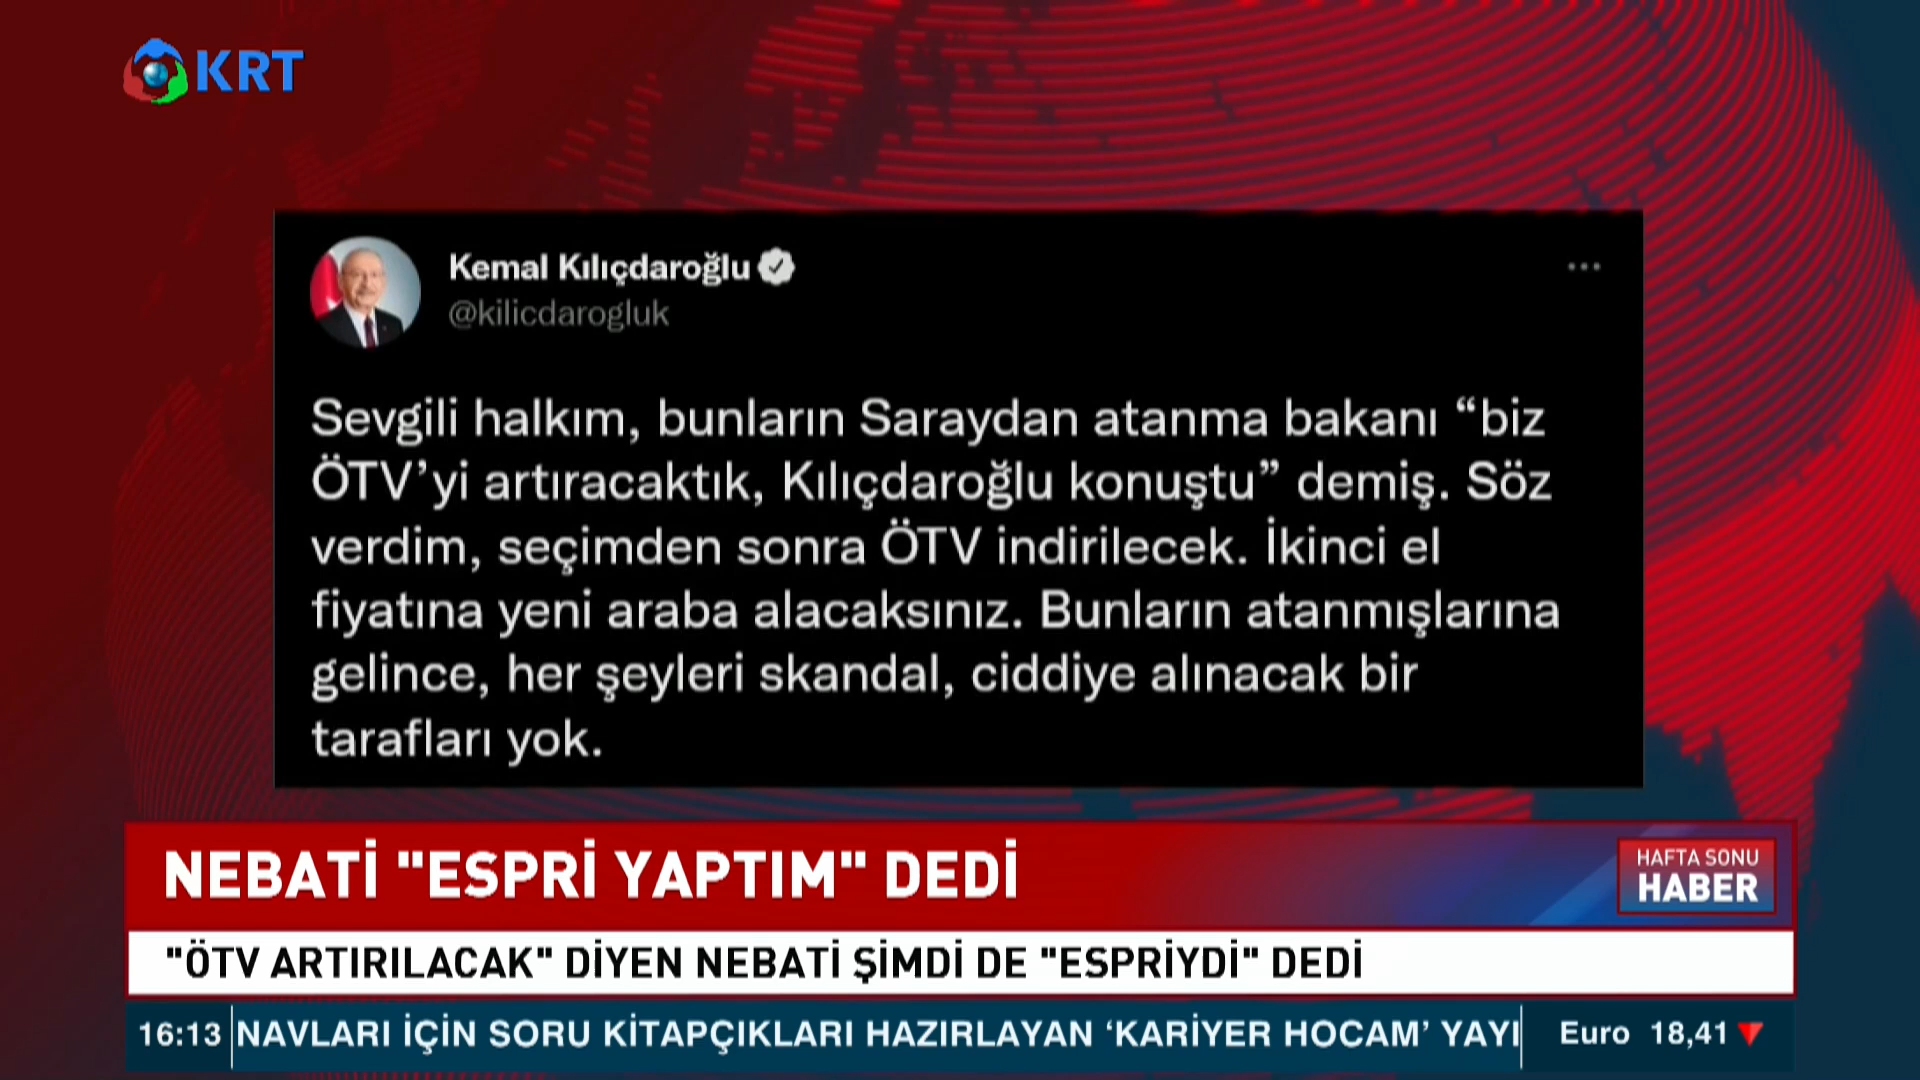 KRT
Kemal Kılıçdaroğlu
@kilicdarogluk
Sevgili halkım, bunların Saraydan atanma bakanı “biz
ÖTV’yi artıracaktık, Kılıçdaroğlu konuştu” demiş. Söz
verdim, seçimden sonra ÖTV indirilecek. İkinci el
fiyatına yeni araba alacaksınız. Bunların atanmışlarına
gelince, her şeyleri skandal, ciddiye alınacak bir
tarafları yok.
NEBATİ "ESPRİ YAPTIM" DEDİ
HAFTA SONU
HABER
"ÖTV ARTIRILACAK" DİYEN NEBATİ ŞİMDİ DE "ESPRİYDİ" DEDİ
16:13 NAVLARI İÇİN SORU KİTAPÇIKLARI HAZIRLAYAN ‘KARİYER HOCAM’ YAYI Euro 18,41